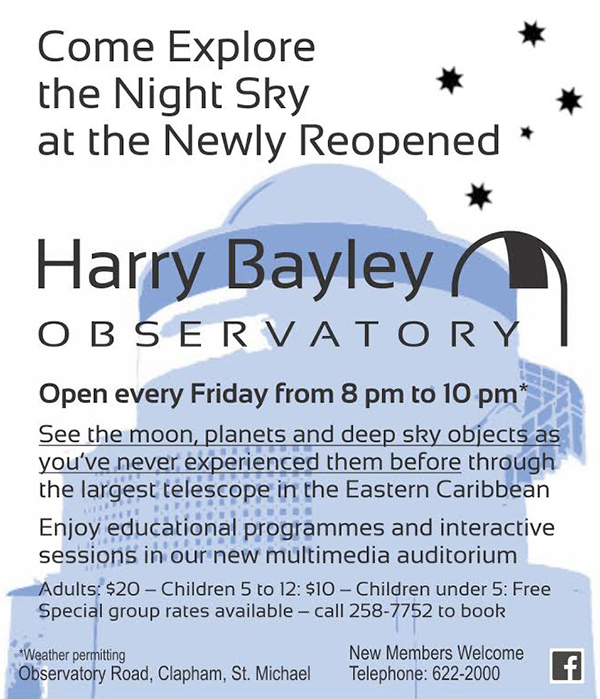 Come Explore
the Night Sky
at the Newly Reopened
Harry Bayley
OBSERVATORY
Open every Friday from 8 pm to 10 pm*
See the moon, planets and deep sky objects as
you've never experienced them before through
the largest telescope in the Eastern Caribbean
Enjoy educational programmes and interactive
sessions in our new multimedia auditorium
Adults: $20 – Children 5 to 12: $10 – Children under 5: Free
Special group rates available – call 258-7752 to book
*Weather permitting
Observatory Road, Clapham, St. Michael
New Members Welcome
Telephone: 622-2000
f